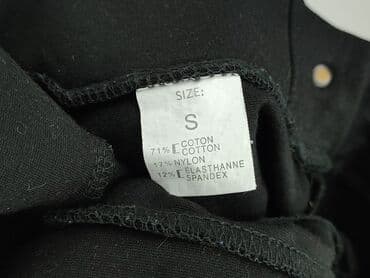 SIZE:
S
71% COTON
COTTON
17% NYLON
12% ELASTHANNE
SPANDEX